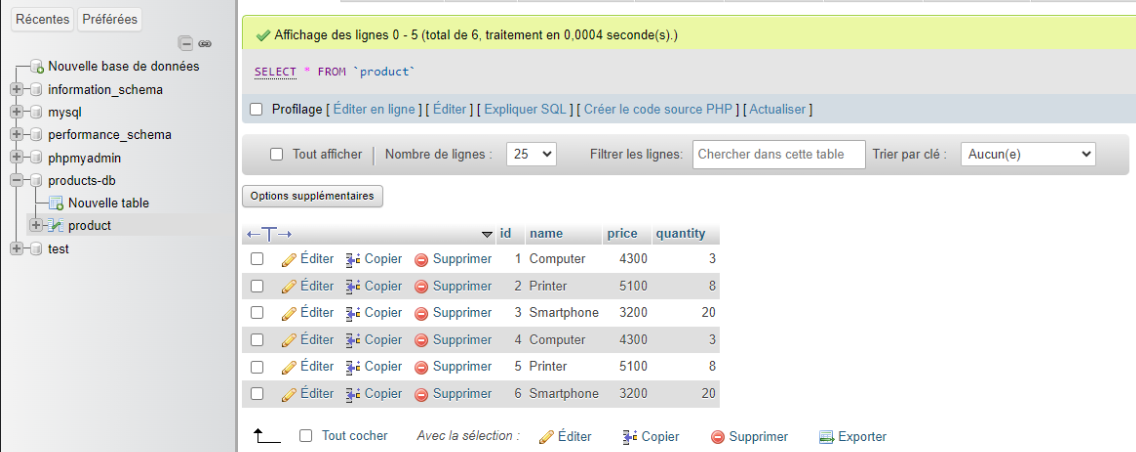 Récentes Préférées
Nouvelle base de données
information_schema
mysql
performance_schema
phpmyadmin
products-db
Nouvelle table
product
test
Affichage des lignes 0 - 5 (total de 6, traitement en 0,0004 seconde(s).)
SELECT * FROM `product`
Profilage [ Éditer en ligne ] [ Éditer ] [ Expliquer SQL ] [ Créer le code source PHP ] [ Actualiser ]
Tout afficher | Nombre de lignes : 25 Filtrer les lignes: Chercher dans cette table Trier par clé : Aucun(e)
Options supplémentaires
←T→ id name price quantity
Éditer Copier Supprimer 1 Computer 4300 3
Éditer Copier Supprimer 2 Printer 5100 8
Éditer Copier Supprimer 3 Smartphone 3200 20
Éditer Copier Supprimer 4 Computer 4300 3
Éditer Copier Supprimer 5 Printer 5100 8
Éditer Copier Supprimer 6 Smartphone 3200 20
Tout cocher Avec la sélection : Éditer Copier Supprimer Exporter